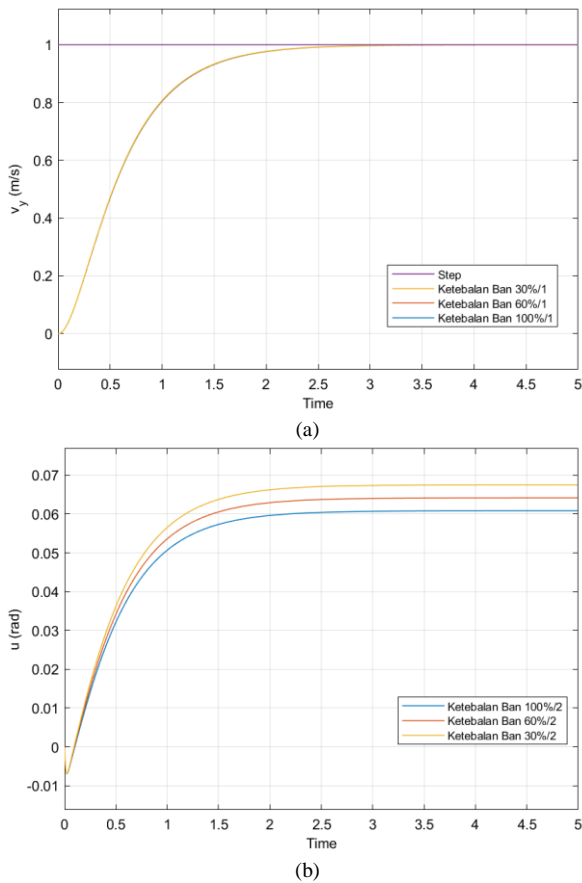 1
0.8
0.6
0.4
0.2
0
v_y (m/s)
Step
Ketebalan Ban 30%/1
Ketebalan Ban 60%/1
Ketebalan Ban 100%/1
0 0.5 1 1.5 2 2.5 3 3.5 4 4.5 5
Time
(a)
0.07
0.06
0.05
0.04
0.03
0.02
0.01
0
-0.01
u (rad)
Ketebalan Ban 100%/2
Ketebalan Ban 60%/2
Ketebalan Ban 30%/2
0 0.5 1 1.5 2 2.5 3 3.5 4 4.5 5
Time
(b)